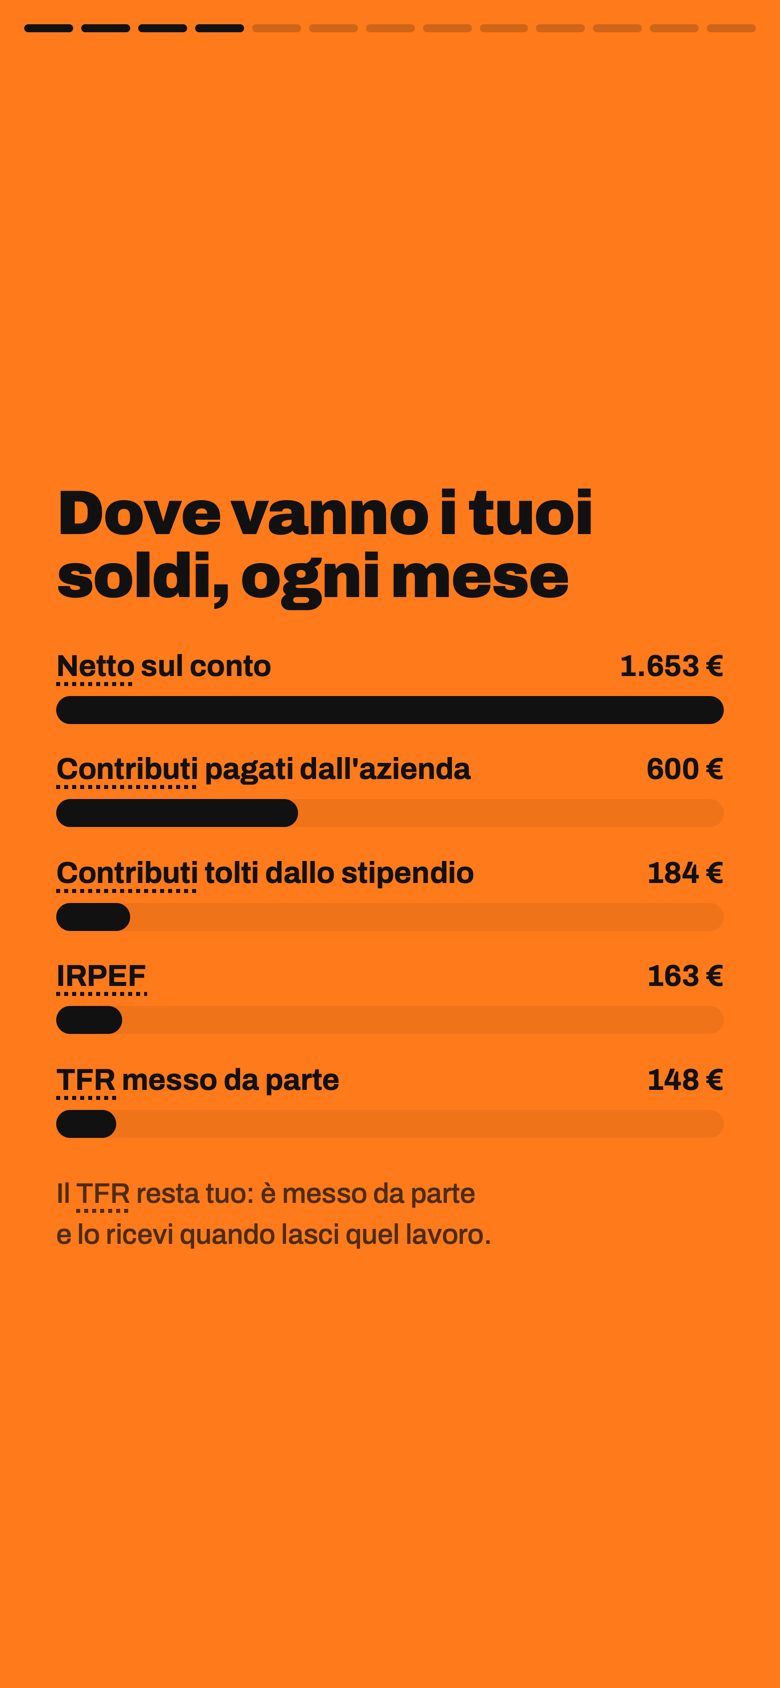 Dove vanno i tuoi
soldi, ogni mese
Netto sul conto 1.653 €
Contributi pagati dall'azienda 600 €
Contributi tolti dallo stipendio 184 €
IRPEF 163 €
TFR messo da parte 148 €
Il TFR resta tuo: è messo da parte
e lo ricevi quando lasci quel lavoro.